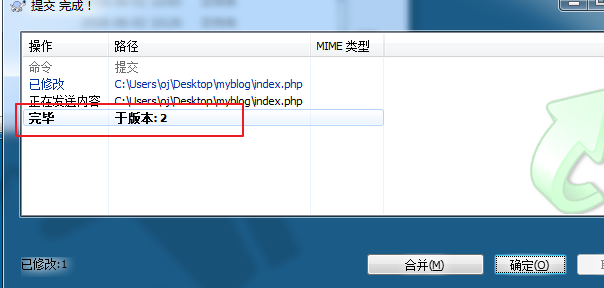 提交 完成！
操作 路径 MIME 类型
命令 提交
已修改 C:\Users\oj\Desktop\myblog\index.php
正在发送内容 C:\Users\oj\Desktop\myblog\index.php
完毕 于版本: 2
已修改:1
合并(M) 确定(O)